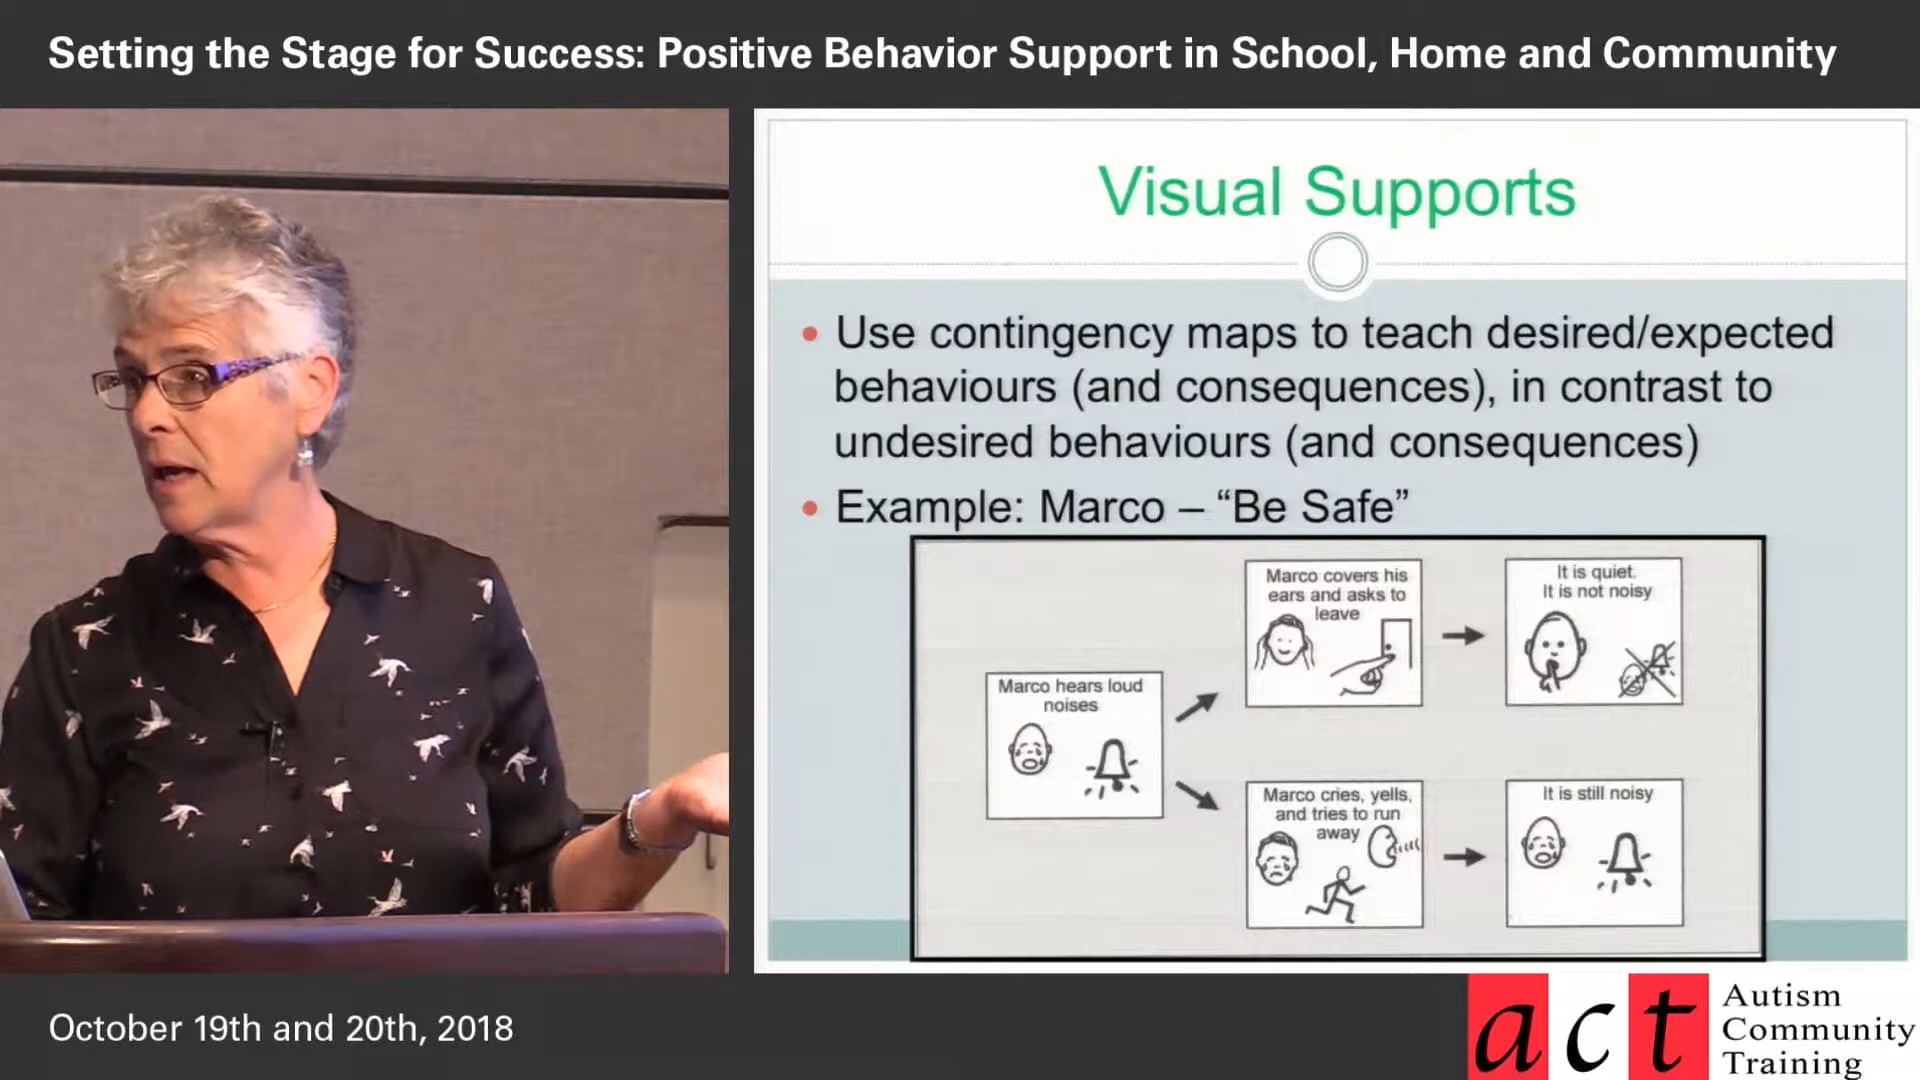 Setting the Stage for Success: Positive Behavior Support in School, Home and Community
Visual Supports
• Use contingency maps to teach desired/expected
behaviours (and consequences), in contrast to
undesired behaviours (and consequences)
• Example: Marco – “Be Safe”
Marco hears loud
noises
Marco covers his
ears and asks to
leave
It is quiet.
It is not noisy
Marco cries, yells,
and tries to run
away
It is still noisy
October 19th and 20th, 2018
act
Autism
Community
Training